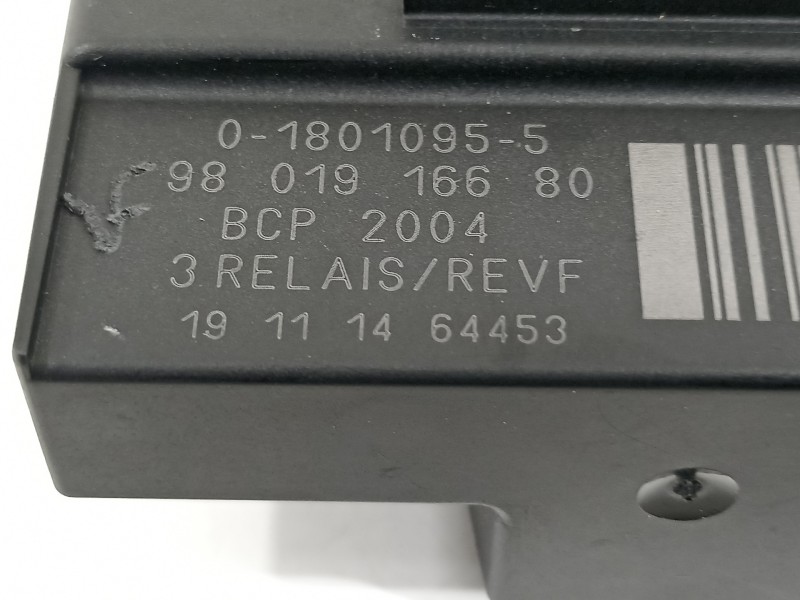 0-1801095-5
98 019 166 80
BCP 2004
3 RELAIS/REVF
19 11 14 64453